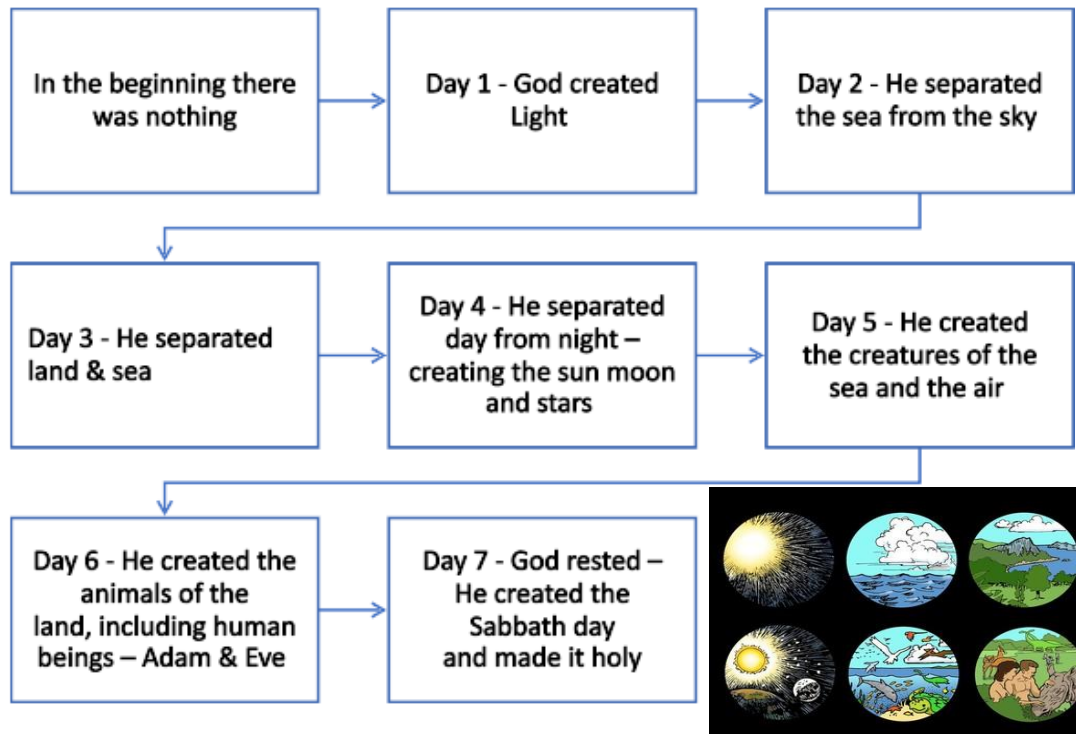 In the beginning there
was nothing
Day 1 - God created
Light
Day 2 - He separated
the sea from the sky
Day 3 - He separated
land & sea
Day 4 - He separated
day from night –
creating the sun moon
and stars
Day 5 - He created
the creatures of the
sea and the air
Day 6 - He created the
animals of the
land, including human
beings – Adam & Eve
Day 7 - God rested –
He created the
Sabbath day
and made it holy